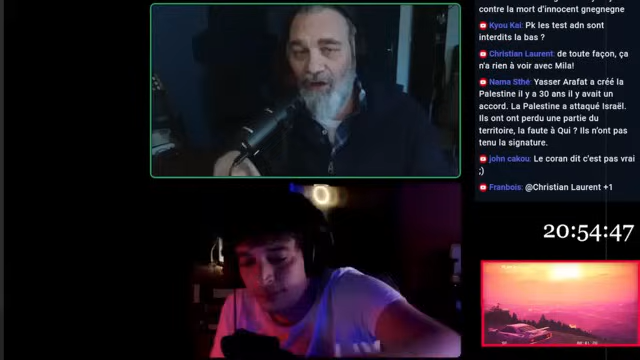 contre la mort d'innocent gnegnegne
Kyou Kai: Pk les test adn sont
interdits la bas ?
Christian Laurent: de toute façon, ça
n'a rien à voir avec Mila!
Nama Sthé: Yasser Arafat a créé la
Palestine il y a 30 ans il y avait un
accord. La Palestine a attaqué Israël.
Ils ont ont perdu une partie du
territoire, la faute à Qui ? Ils n'ont pas
tenu la signature.
john cakou: Le coran dit c'est pas vrai
;)
Franbois: @Christian Laurent +1
20:54:47